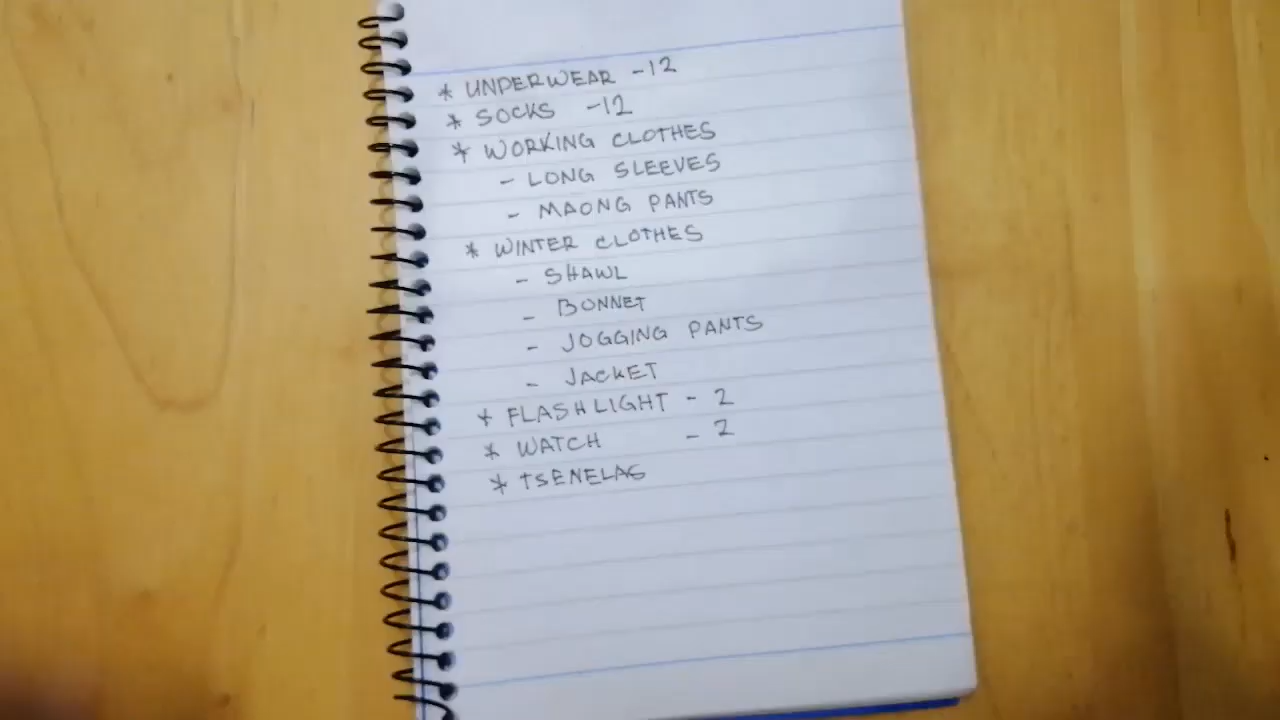 * UNDERWEAR - 12
* SOCKS - 12
* WORKING CLOTHES
- LONG SLEEVES
- MAONG PANTS
* WINTER CLOTHES
- SHAWL
- BONNET
- JOGGING PANTS
- JACKET
* FLASHLIGHT - 2
* WATCH - 2
* TSENELAS